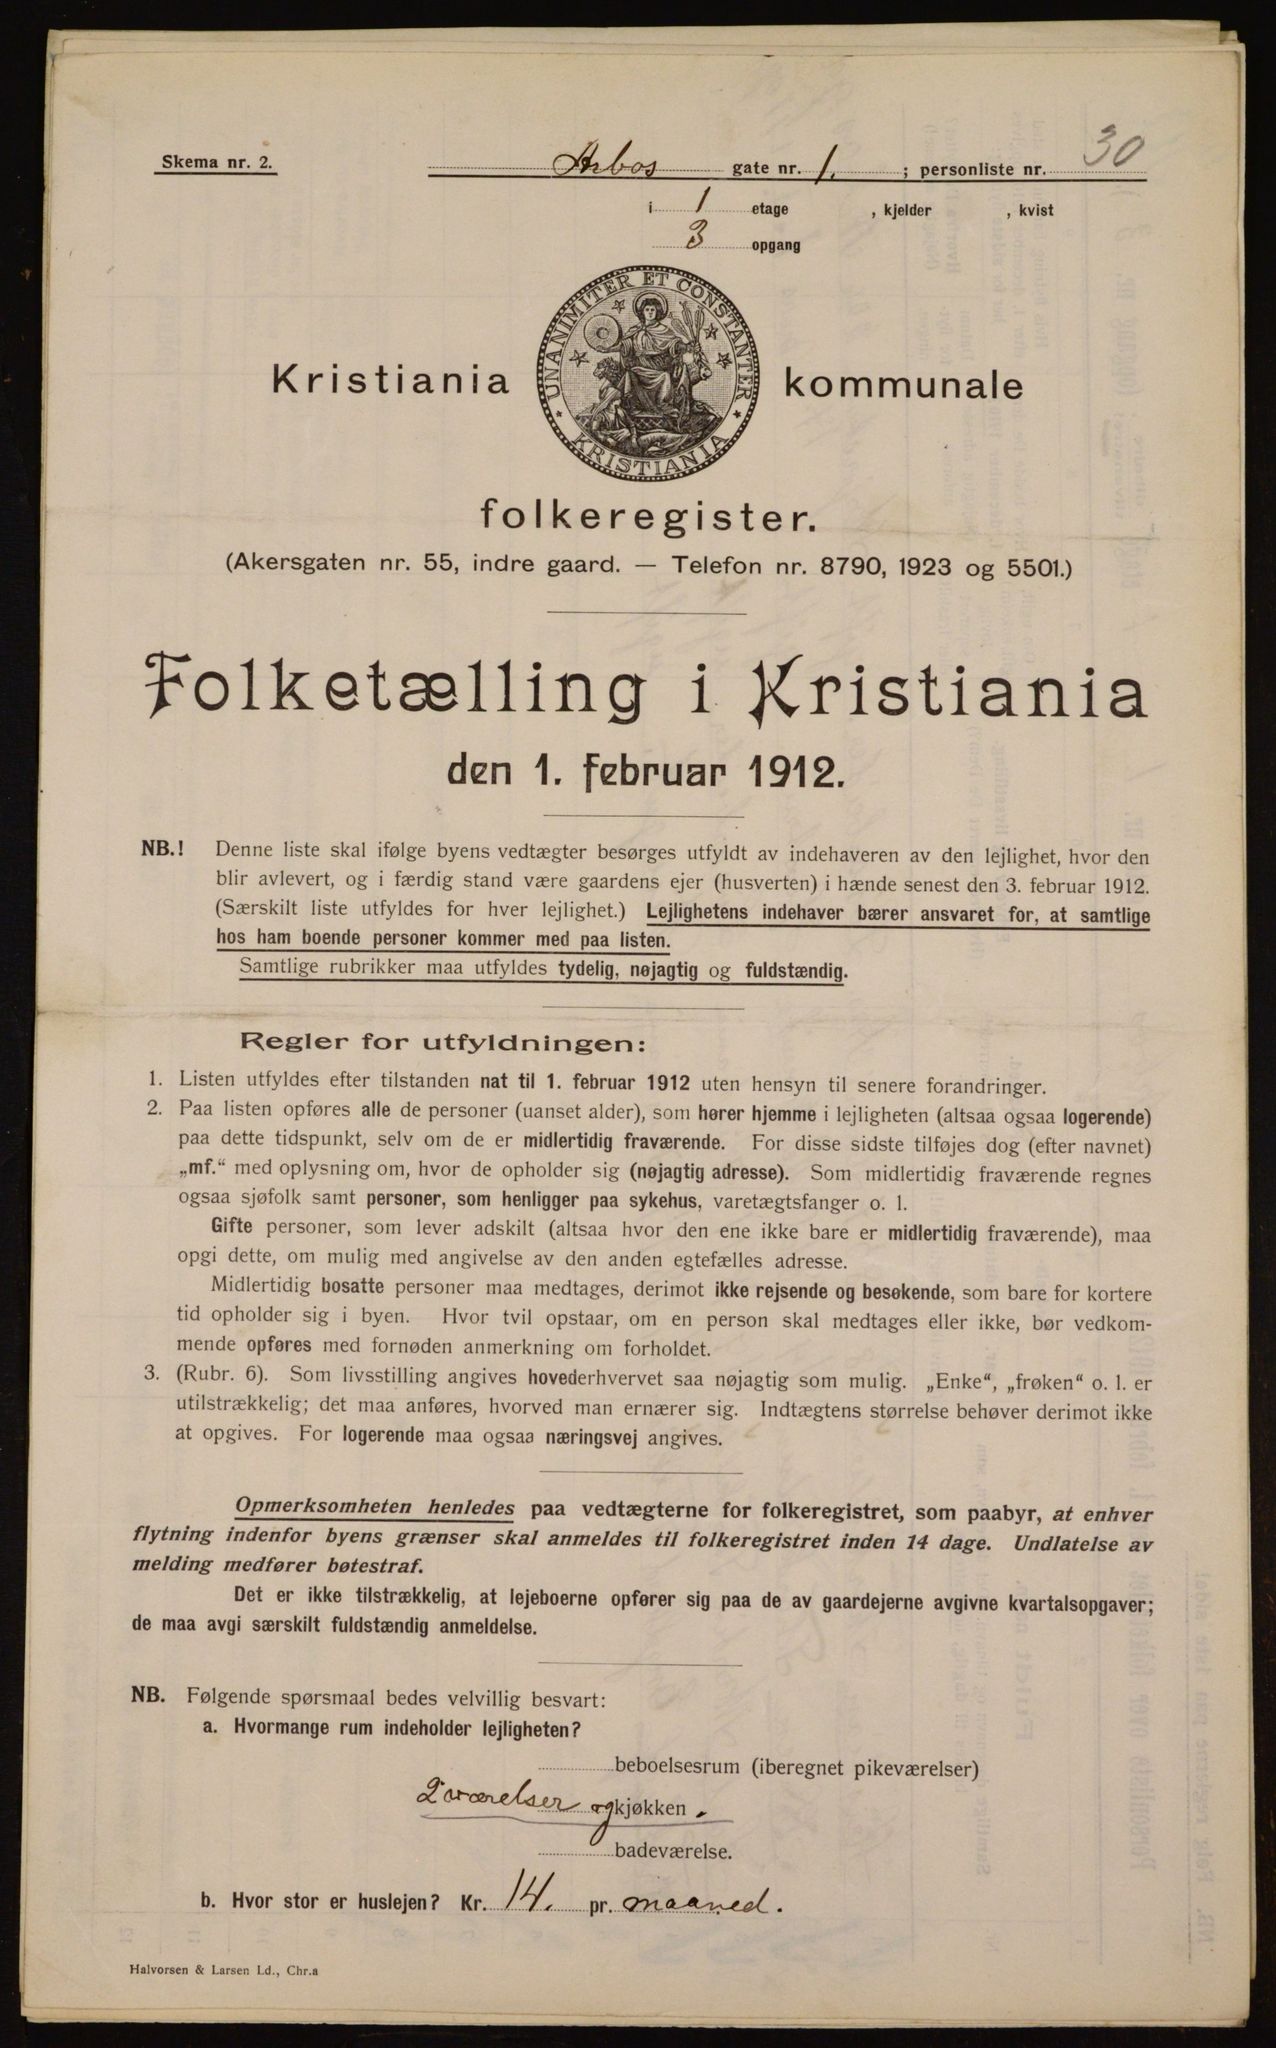 Skema nr. 2.
Arbos gate nr. 1. ; personliste nr. 30
i 1 etage , kjelder , kvist
3 opgang
UNANIMITER ET CONSTANTER
KRISTIANIA
Kristiania kommunale
folkeregister.
(Akersgaten nr. 55, indre gaard. — Telefon nr. 8790, 1923 og 5501.)
Folketælling i Kristiania
den 1. februar 1912.
NB.! Denne liste skal ifølge byens vedtægter besørges utfyldt av indehaveren av den lejlighet, hvor den
blir avlevert, og i færdig stand være gaardens ejer (husverten) i hænde senest den 3. februar 1912.
(Særskilt liste utfyldes for hver lejlighet.) Lejlighetens indehaver bærer ansvaret for, at samtlige
hos ham boende personer kommer med paa listen.
Samtlige rubrikker maa utfyldes tydelig, nøjagtig og fuldstændig.
Regler for utfyldningen:
1. Listen utfyldes efter tilstanden nat til 1. februar 1912 uten hensyn til senere forandringer.
2. Paa listen opføres alle de personer (uanset alder), som hører hjemme i lejligheten (altsaa ogsaa logerende)
paa dette tidspunkt, selv om de er midlertidig fraværende. For disse sidste tilføjes dog (efter navnet)
„mf.“ med oplysning om, hvor de opholder sig (nøjagtig adresse). Som midlertidig fraværende regnes
ogsaa sjøfolk samt personer, som henligger paa sykehus, varetægtsfanger o. l.
Gifte personer, som lever adskilt (altsaa hvor den ene ikke bare er midlertidig fraværende), maa
opgi dette, om mulig med angivelse av den anden egtefælles adresse.
Midlertidig bosatte personer maa medtages, derimot ikke rejsende og besøkende, som bare for kortere
tid opholder sig i byen. Hvor tvil opstaar, om en person skal medtages eller ikke, bør vedkom-
mende opføres med fornøden anmerkning om forholdet.
3. (Rubr. 6). Som livsstilling angives hovederhvervet saa nøjagtig som mulig. „Enke“, „frøken“ o. l. er
utilstrækkelig; det maa anføres, hvorved man ernærer sig. Indtægtens størrelse behøver derimot ikke
at opgives. For logerende maa ogsaa næringsvej angives.
Opmerksomheten henledes paa vedtægterne for folkeregistret, som paabyr, at enhver
flytning indenfor byens grænser skal anmeldes til folkeregistret inden 14 dage. Undlatelse av
melding medfører bøtestraf.
Det er ikke tilstrækkelig, at lejeboerne opfører sig paa de av gaardejerne avgivne kvartalsopgaver;
de maa avgi særskilt fuldstændig anmeldelse.
NB. Følgende spørsmaal bedes velvillig besvart:
a. Hvormange rum indeholder lejligheten?
beboelsesrum (iberegnet pikeværelser)
2 værelser og kjøkken.
badeværelse.
b. Hvor stor er huslejen? Kr. 14. pr. maaned.
Halvorsen & Larsen Ld., Chr.a